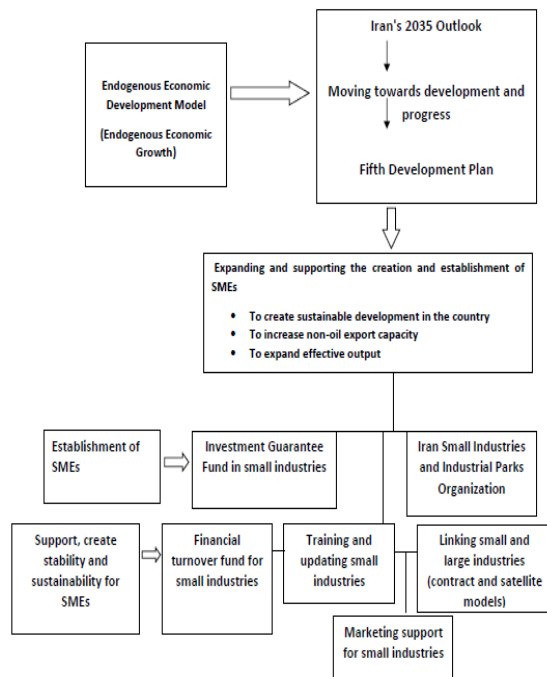 Iran's 2035 Outlook
Endogenous Economic
Development Model
(Endogenous Economic
Growth)
Moving towards development and
progress
Fifth Development Plan
Expanding and supporting the creation and establishment of
SMEs
• To create sustainable development in the country
• To increase non-oil export capacity
• To expand effective output
Establishment of
SMEs
Investment Guarantee
Fund in small industries
Iran Small Industries
and Industrial Parks
Organization
Support, create
stability and
sustainability for
SMEs
Financial
turnover fund for
small industries
Training and
updating small
industries
Linking small and
large industries
(contract and satellite
models)
Marketing support
for small industries